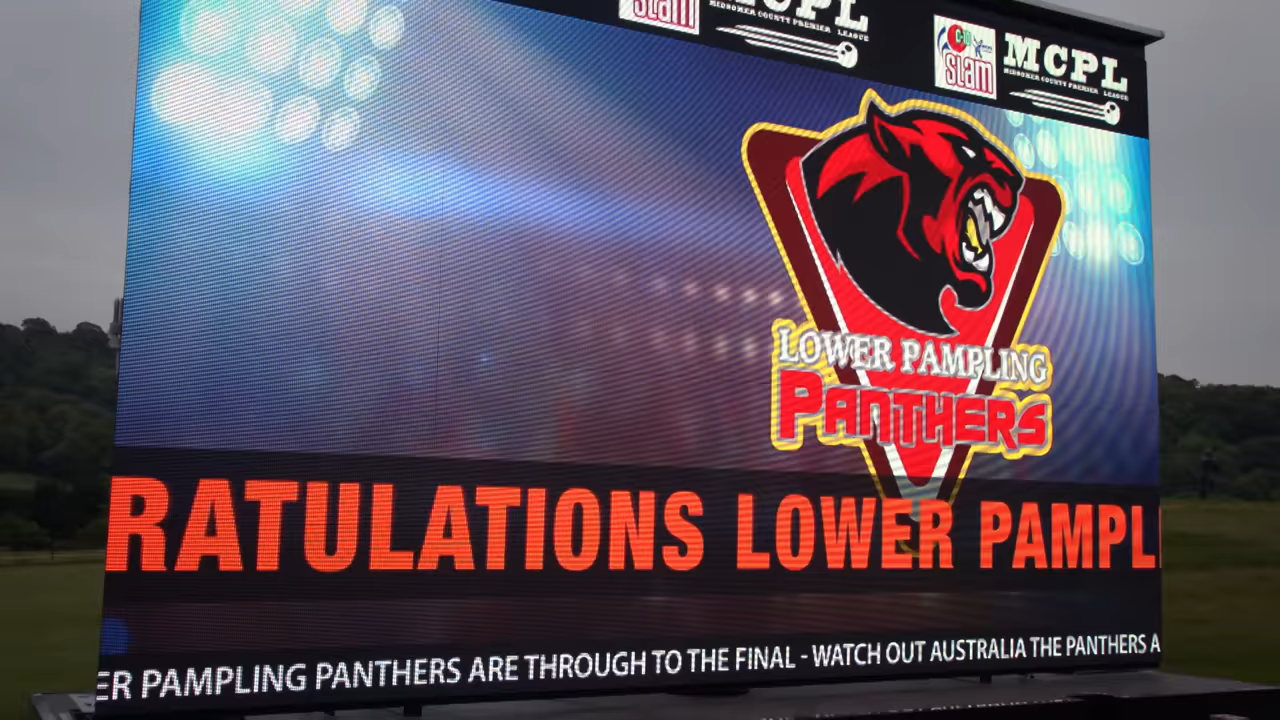 SLAM MCPL C-10 MCPL
MIDSOMER COUNTY PREMIER LEAGUE SLAM MIDSOMER COUNTY PREMIER LEAGUE
LOWER PAMPLING
PANTHERS
RATULATIONS LOWER PAMPL
ER PAMPLING PANTHERS ARE THROUGH TO THE FINAL - WATCH OUT AUSTRALIA THE PANTHERS A